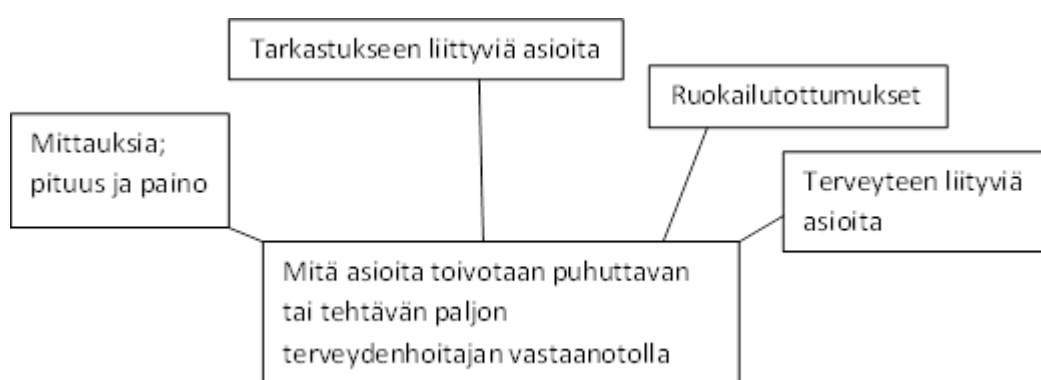 Tarkastukseen liittyviä asioita
Ruokailutottumukset
Mittauksia;
pituus ja paino
Terveyteen liityviä
asioita
Mitä asioita toivotaan puhuttavan
tai tehtävän paljon
terveydenhoitajan vastaanotolla